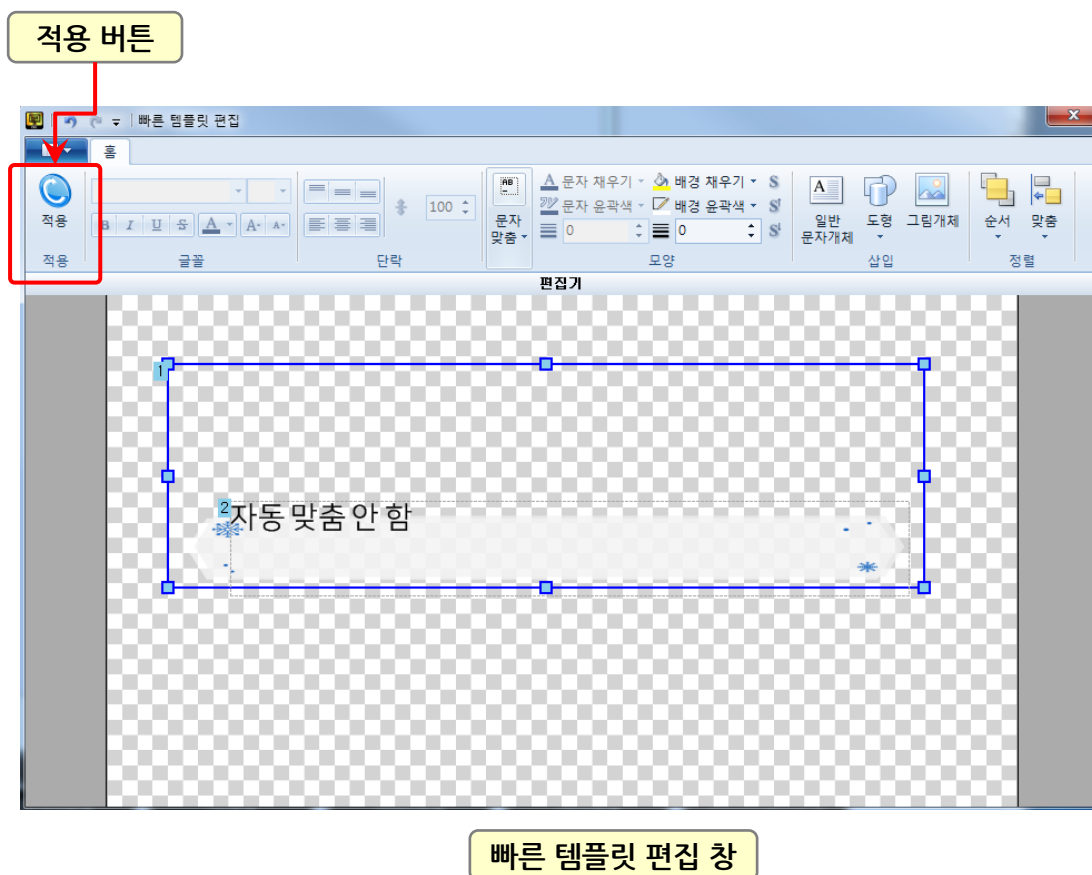 적용 버튼
빠른 템플릿 편집
홈
적용
100
문자
맞춤
문자 채우기
배경 채우기
S
문자 윤곽색
배경 윤곽색
0
0
일반
문자개체
도형
그림개체
순서
맞춤
B I U S A A A
적용
글꼴
단락
모양
삽입
정렬
편집기
1
2
자동 맞춤 안 함
빠른 템플릿 편집 창